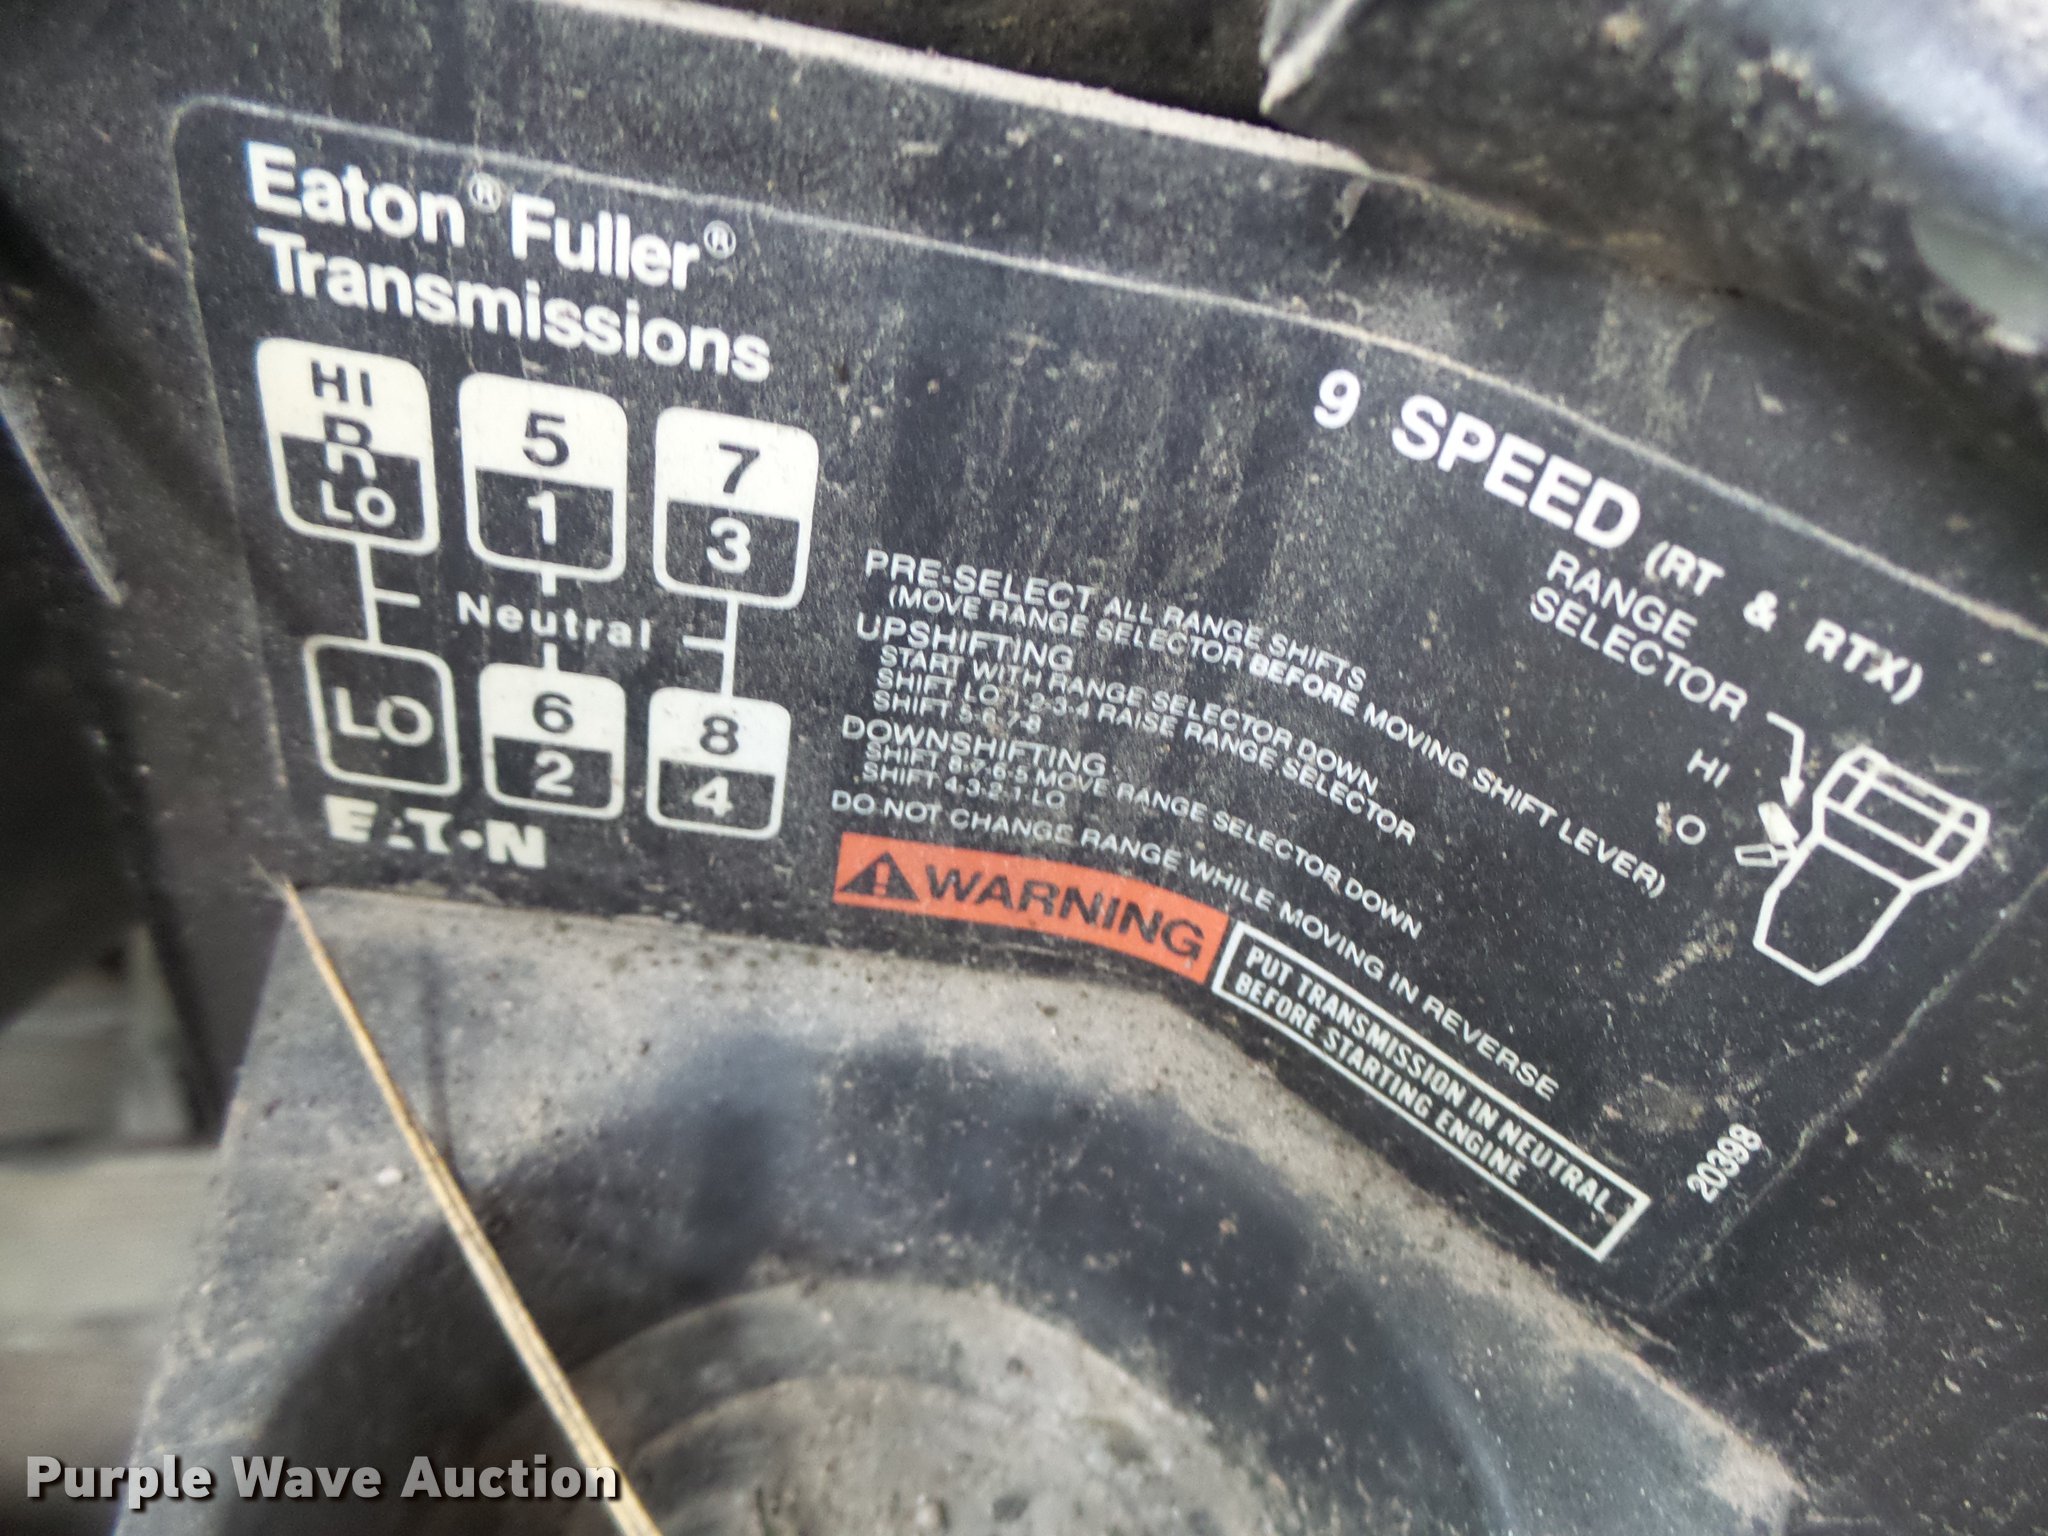 Eaton® Fuller®
Transmissions
HI
R
LO
5
1
7
3
Neutral
LO
6
2
8
4
EATON
9 SPEED (RT & RTX)
RANGE
SELECTOR
HI
LO
PRE-SELECT ALL RANGE SHIFTS
(MOVE RANGE SELECTOR BEFORE MOVING SHIFT LEVER)
UPSHIFTING
START WITH RANGE SELECTOR DOWN
SHIFT LO-1-2-3-4 RAISE RANGE SELECTOR
SHIFT 5-6-7-8
DOWNSHIFTING
SHIFT 8-7-6-5 MOVE RANGE SELECTOR DOWN
SHIFT 4-3-2-1-LO
DO NOT CHANGE RANGE WHILE MOVING IN REVERSE
WARNING
PUT TRANSMISSION IN NEUTRAL
BEFORE STARTING ENGINE
20398
Purple Wave Auction